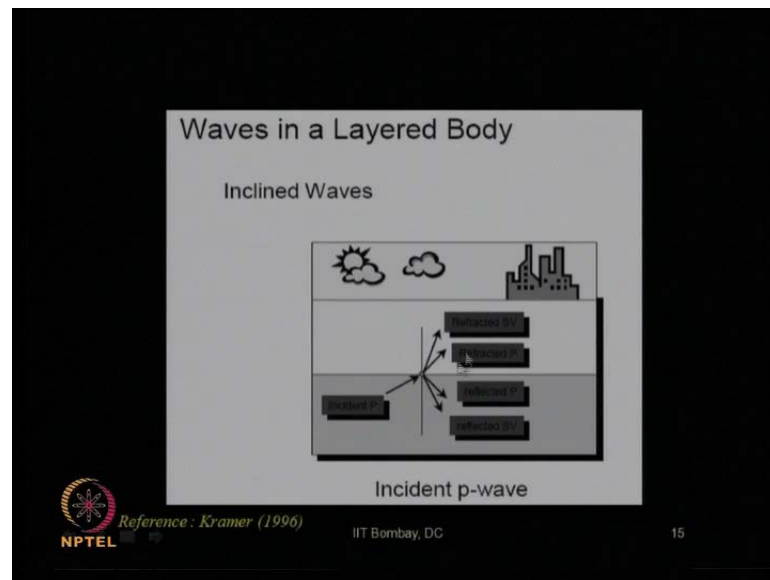 Waves in a Layered Body
Inclined Waves
Refracted SV
Refracted P
Incident P
reflected P
reflected SV
Incident p-wave
NPTEL
Reference : Kramer (1996)
IIT Bombay, DC
15